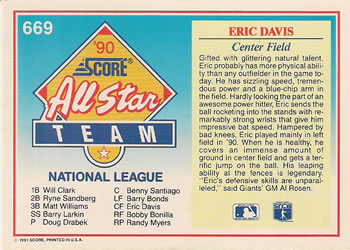 669
'90
SCORE®
All·Star
TEAM
NATIONAL LEAGUE
1B Will Clark
2B Ryne Sandberg
3B Matt Williams
SS Barry Larkin
P Doug Drabek
C Benny Santiago
LF Barry Bonds
CF Eric Davis
RF Bobby Bonilla
RP Randy Myers
© 1991 SCORE, PRINTED IN U.S.A.
ERIC DAVIS
Center Field
Gifted with glittering natural talent,
Eric probably has more physical ability
than any outfielder in the game to-
day. He has sizzling speed, tremen-
dous power and a blue-chip arm in
the field. Hardly looking the part of an
awesome power hitter, Eric sends the
ball rocketing into the stands with re-
markably strong wrists that give him
impressive bat speed. Hampered by
bad knees, Eric played mainly in left
field in '90. When he is healthy, he
covers an immense amount of
ground in center field and gets a ter-
rific jump on the ball. His leaping
ability at the fences is legendary.
"Eric's defensive skills are unparal-
leled," said Giants' GM Al Rosen.